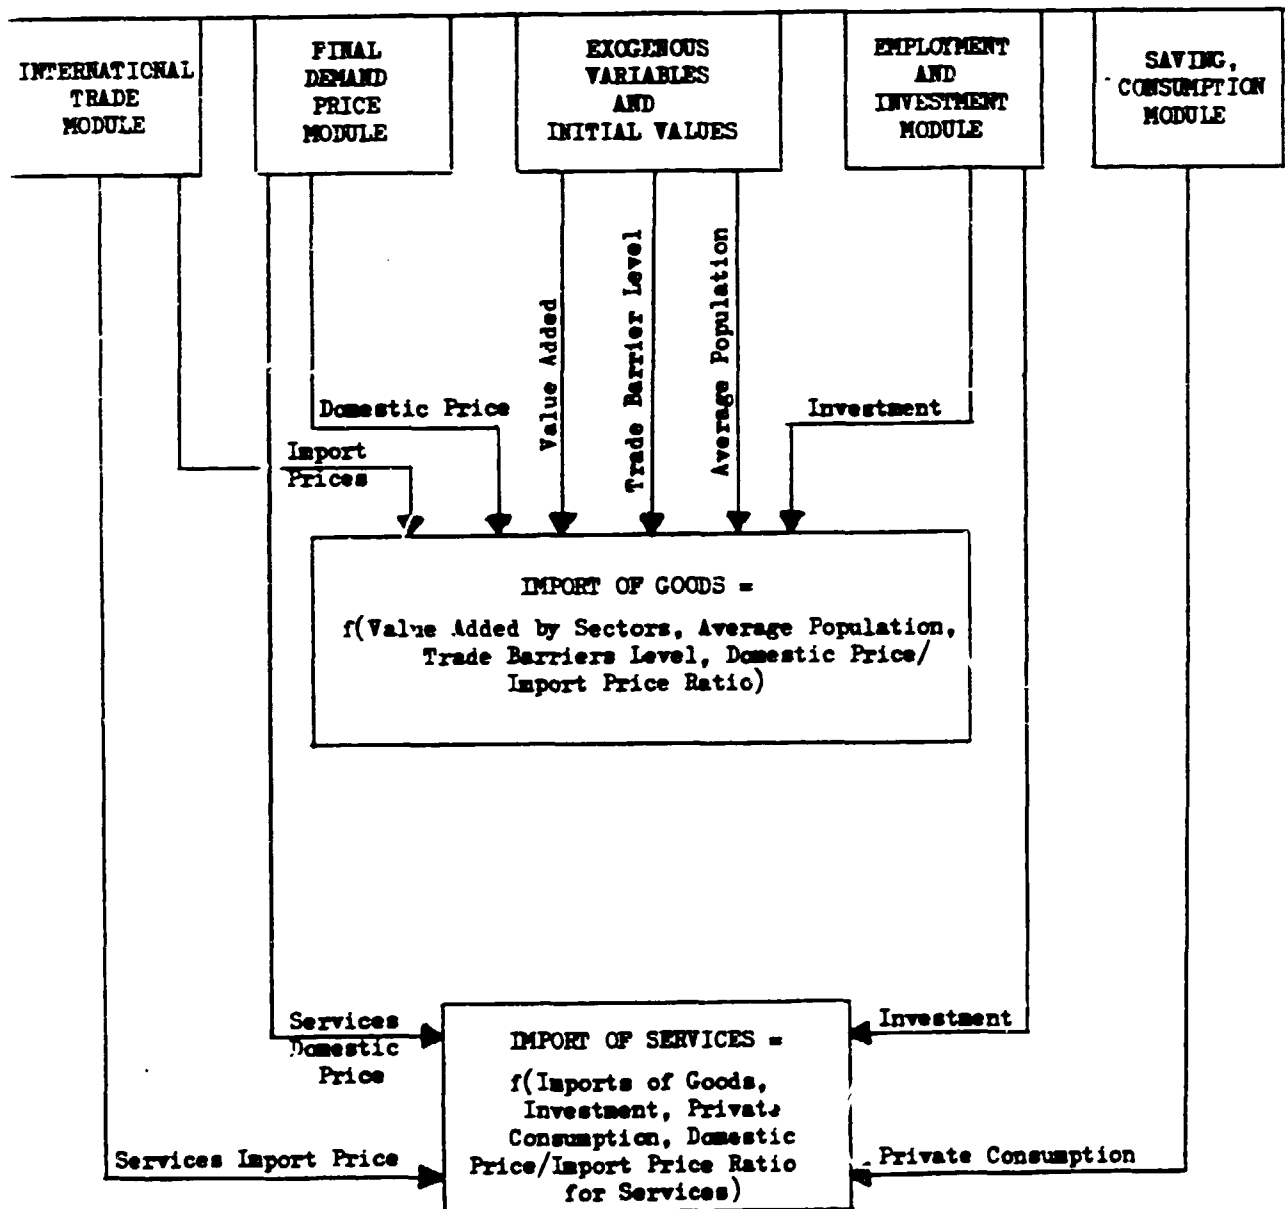 INTERNATIONAL
TRADE
MODULE
FINAL
DEMAND
PRICE
MODULE
EXOGENOUS
VARIABLES
AND
INITIAL VALUES
EMPLOYMENT
AND
INVESTMENT
MODULE
SAVING,
CONSUMPTION
MODULE
Value Added
Trade Barrier Level
Average Population
Domestic Price
Investment
Import
Prices
IMPORT OF GOODS =
f(Value Added by Sectors, Average Population,
Trade Barriers Level, Domestic Price/
Import Price Ratio)
Services
Domestic
Price
Investment
IMPORT OF SERVICES =
f(Imports of Goods,
Investment, Private
Consumption, Domestic
Price/Import Price Ratio
for Services)
Services Import Price
Private Consumption